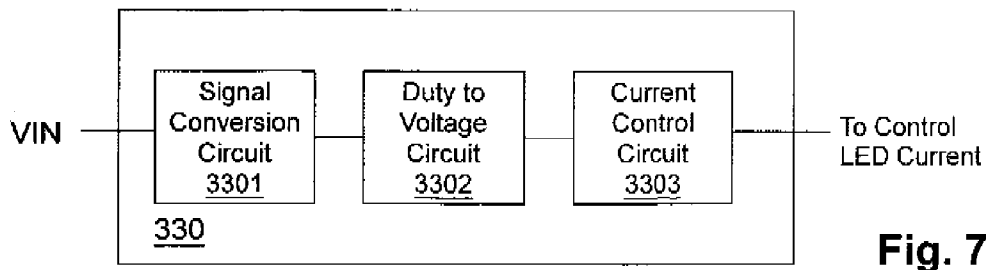 VIN
Signal
Conversion
Circuit
3301
Duty to
Voltage
Circuit
3302
Current
Control
Circuit
3303
To Control
LED Current
330
Fig. 7